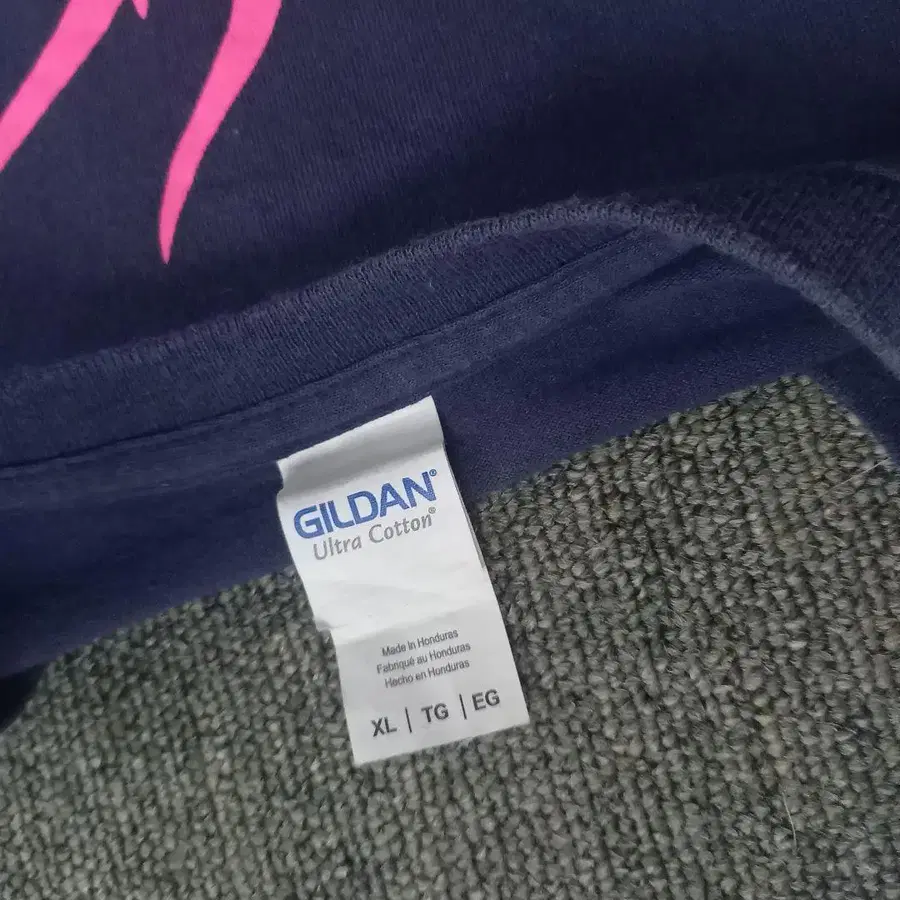 GILDAN®
Ultra Cotton®
Made in Honduras
Fabriqué au Honduras
Hecho en Honduras
XL | TG | EG